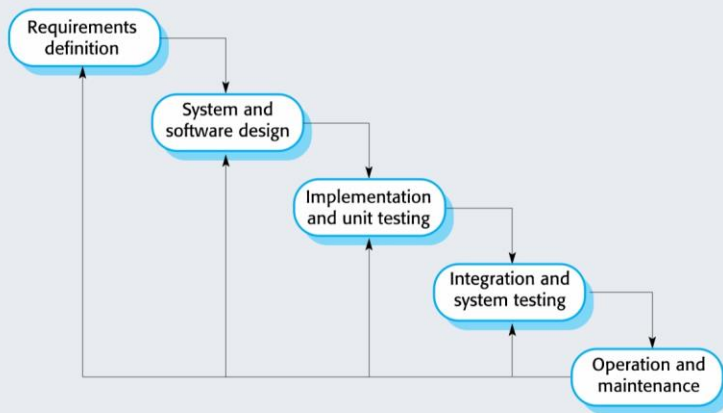 Requirements
definition
System and
software design
Implementation
and unit testing
Integration and
system testing
Operation and
maintenance